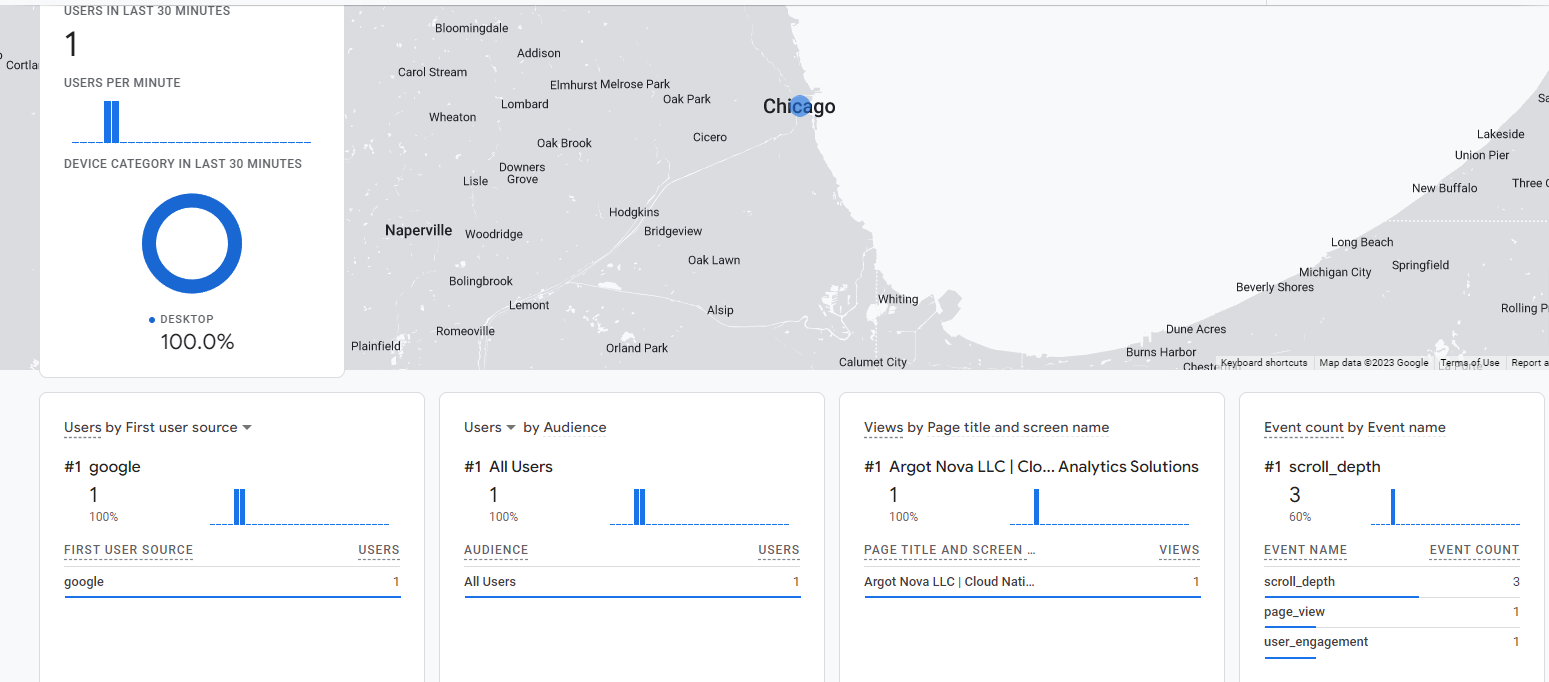 USERS IN LAST 30 MINUTES
1
USERS PER MINUTE
DEVICE CATEGORY IN LAST 30 MINUTES
DESKTOP
100.0%
Bloomingdale
Addison
Carol Stream
Elmhurst Melrose Park
Lombard
Oak Park
Chicago
Wheaton
Cicero
Oak Brook
Downers
Grove
Lisle
Hodgkins
Naperville
Woodridge
Bridgeview
Oak Lawn
Bolingbrook
Lemont
Alsip
Whiting
Romeoville
Plainfield
Orland Park
Calumet City
Lakeside
Union Pier
New Buffalo
Three
Long Beach
Springfield
Michigan City
Beverly Shores
Rolling
Dune Acres
Burns Harbor
Keyboard shortcuts
Map data ©2023 Google
Terms of Use
Report a
Users by First user source
#1 google
1
100%
FIRST USER SOURCE USERS
google 1
Users by Audience
#1 All Users
1
100%
AUDIENCE USERS
All Users 1
Views by Page title and screen name
#1 Argot Nova LLC | Clo... Analytics Solutions
1
100%
PAGE TITLE AND SCREEN ... VIEWS
Argot Nova LLC | Cloud Nati... 1
Event count by Event name
#1 scroll_depth
3
60%
EVENT NAME EVENT COUNT
scroll_depth 3
page_view 1
user_engagement 1